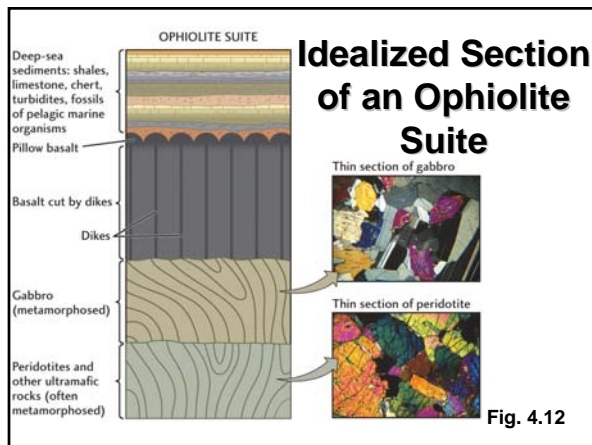 Idealized Section
of an Ophiolite
Suite
OPHIOLITE SUITE
Deep-sea
sediments: shales,
limestone, chert,
turbidites, fossils
of pelagic marine
organisms
Pillow basalt
Basalt cut by dikes
Dikes
Gabbro
(metamorphosed)
Peridotites and
other ultramafic
rocks (often
metamorphosed)
Thin section of gabbro
Thin section of peridotite
Fig. 4.12